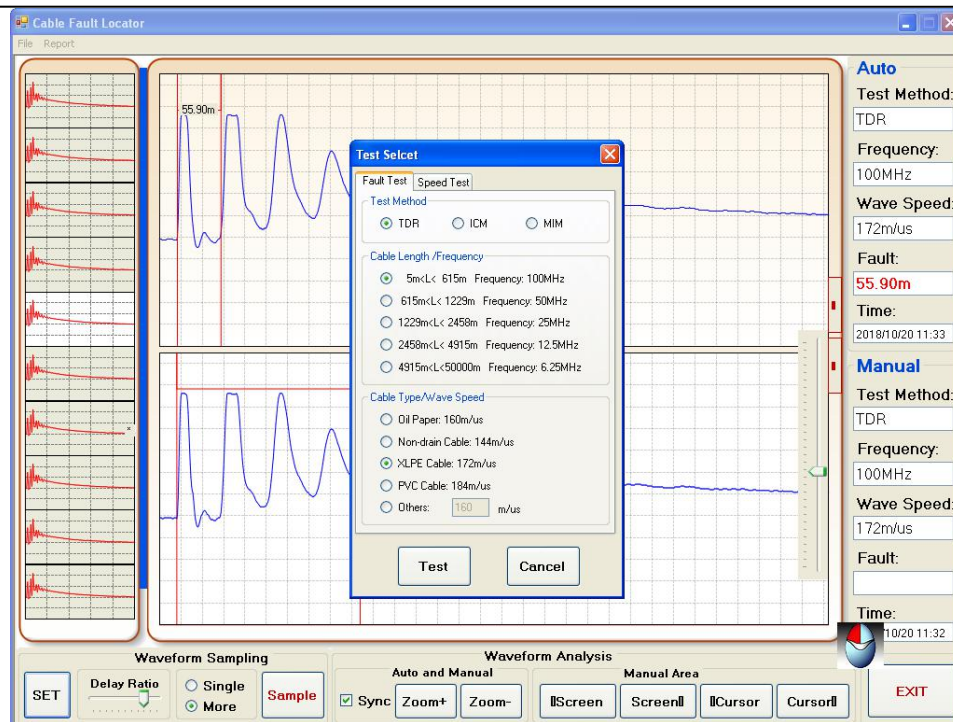 Cable Fault Locator
File Report
55.90m
Test Selcet
Fault Test Speed Test
Test Method
TDR ICM MIM
Cable Length /Frequency
5m<L< 615m Frequency: 100MHz
615m<L< 1229m Frequency: 50MHz
1229m<L< 2458m Frequency: 25MHz
2458m<L< 4915m Frequency: 12.5MHz
4915m<L<50000m Frequency: 6.25MHz
Cable Type/Wave Speed
Oil Paper: 160m/us
Non-drain Cable: 144m/us
XLPE Cable: 172m/us
PVC Cable: 184m/us
Others: 160 m/us
Test Cancel
Auto
Test Method:
TDR
Frequency:
100MHz
Wave Speed:
172m/us
Fault:
55.90m
Time:
2018/10/20 11:33
Manual
Test Method:
TDR
Frequency:
100MHz
Wave Speed:
172m/us
Fault:
Time:
10/20 11:32
Waveform Sampling
SET
Delay Ratio
Single
More
Sample
Waveform Analysis
Auto and Manual
Sync Zoom+ Zoom-
Manual Area
Screen Screen Cursor Cursor
EXIT